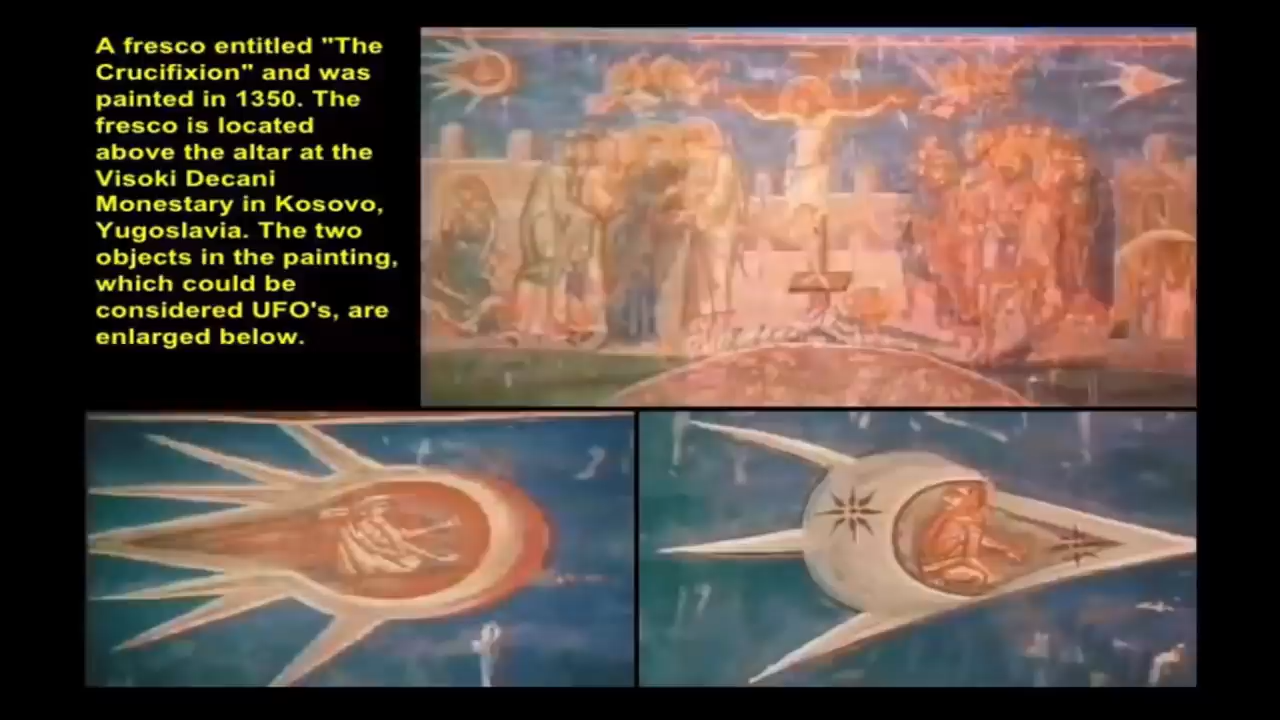 A fresco entitled "The
Crucifixion" and was
painted in 1350. The
fresco is located
above the altar at the
Visoki Decani
Monestary in Kosovo,
Yugoslavia. The two
objects in the painting,
which could be
considered UFO's, are
enlarged below.